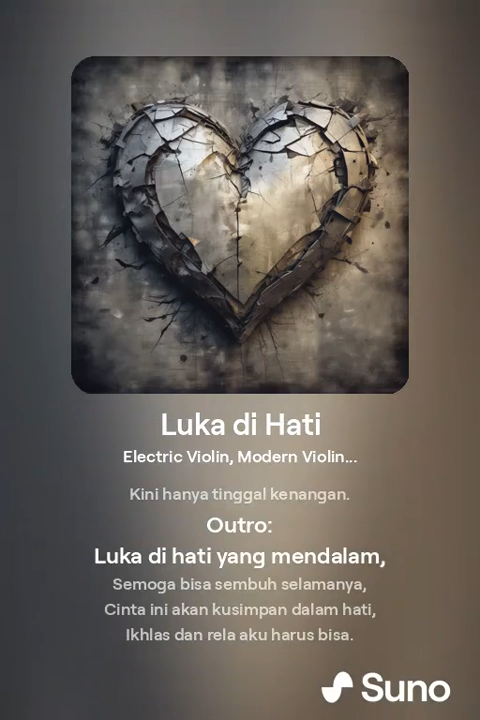 Luka di Hati
Electric Violin, Modern Violin...
Kini hanya tinggal kenangan.
Outro:
Luka di hati yang mendalam,
Semoga bisa sembuh selamanya,
Cinta ini akan kusimpan dalam hati,
Ikhlas dan rela aku harus bisa.
Suno